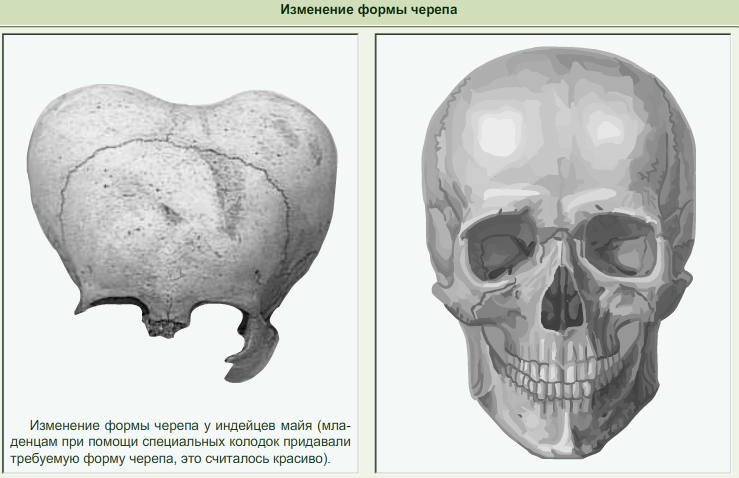 Изменение формы черепа
Изменение формы черепа у индейцев майя (мла-
денцам при помощи специальных колодок придавали
требуемую форму черепа, это считалось красиво).